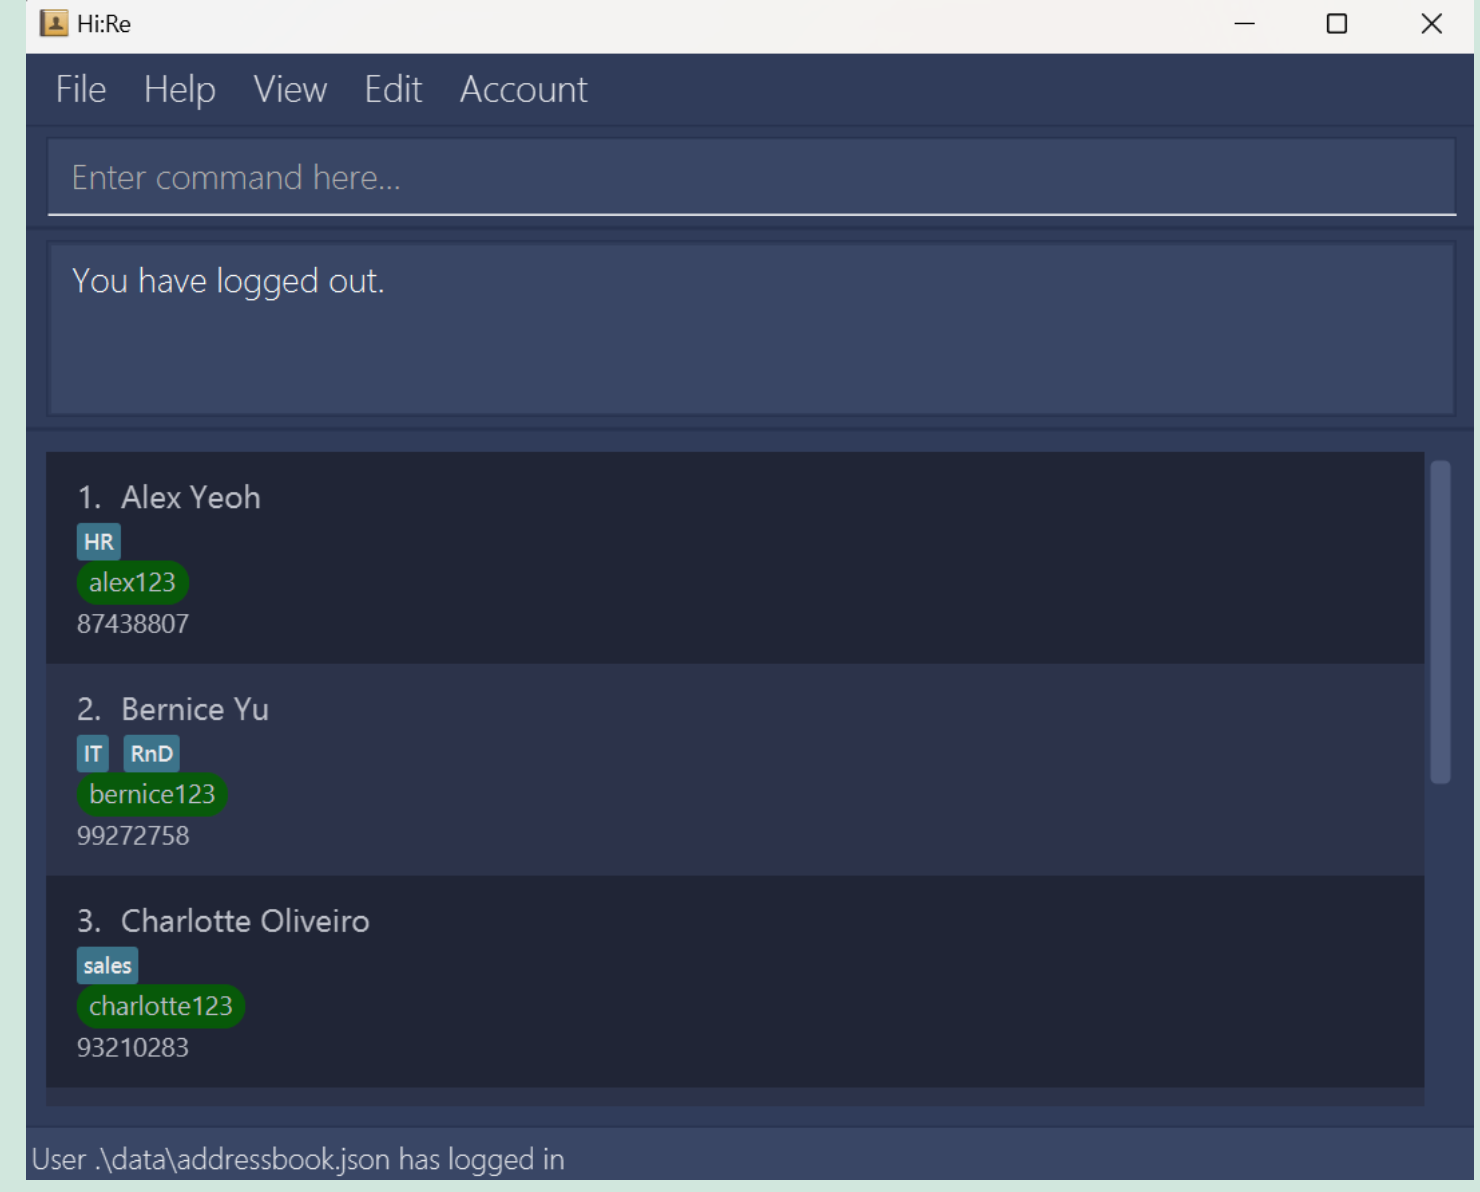 Hi:Re
File Help View Edit Account
Enter command here...
You have logged out.
1. Alex Yeoh
HR
alex123
87438807
2. Bernice Yu
IT RnD
bernice123
99272758
3. Charlotte Oliveiro
sales
charlotte123
93210283
User .\data\addressbook.json has logged in